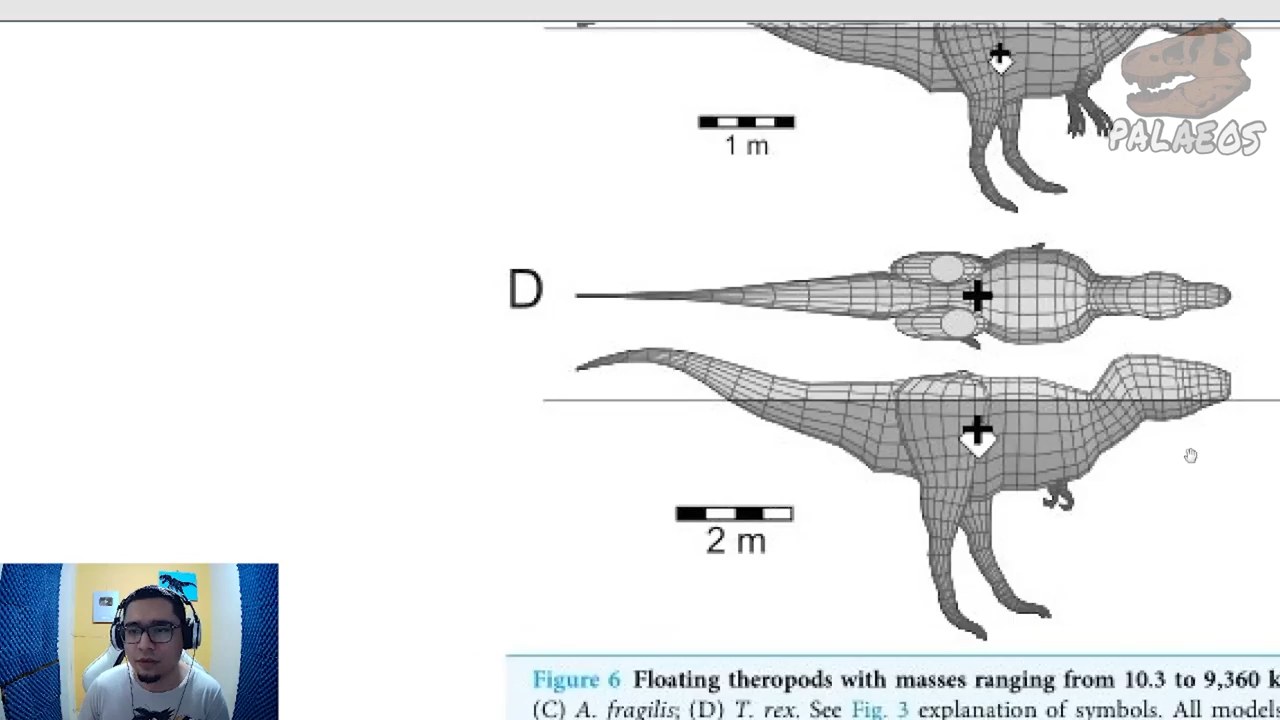 PALAEOS
1 m
D
2 m
Figure 6 Floating theropods with masses ranging from 10.3 to 9,360 k
(C) A. fragilis; (D) T. rex. See Fig. 3 explanation of symbols. All models